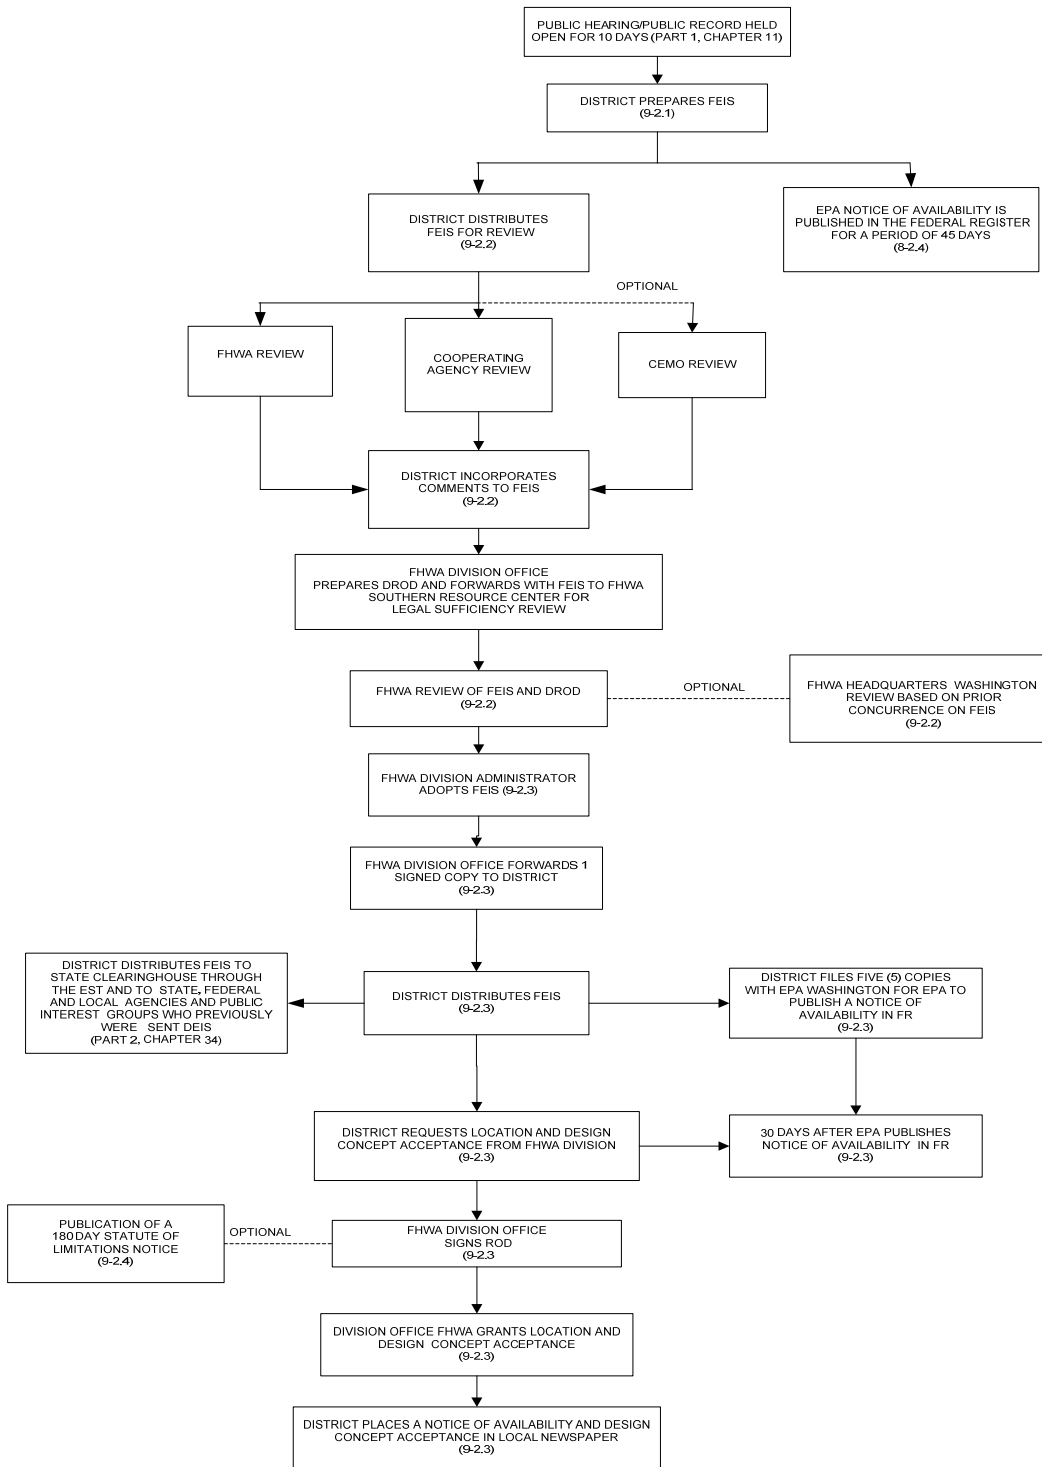 PUBLIC HEARING/PUBLIC RECORD HELD
OPEN FOR 10 DAYS (PART 1, CHAPTER 11)
DISTRICT PREPARES FEIS
(9-2.1)
DISTRICT DISTRIBUTES
FEIS FOR REVIEW
(9-2.2)
EPA NOTICE OF AVAILABILITY IS
PUBLISHED IN THE FEDERAL REGISTER
FOR A PERIOD OF 45 DAYS
(8-2.4)
OPTIONAL
FHWA REVIEW
COOPERATING
AGENCY REVIEW
CEMO REVIEW
DISTRICT INCORPORATES
COMMENTS TO FEIS
(9-2.2)
FHWA DIVISION OFFICE
PREPARES DROD AND FORWARDS WITH FEIS TO FHWA
SOUTHERN RESOURCE CENTER FOR
LEGAL SUFFICIENCY REVIEW
FHWA REVIEW OF FEIS AND DROD
(9-2.2)
OPTIONAL
FHWA HEADQUARTERS WASHINGTON
REVIEW BASED ON PRIOR
CONCURRENCE ON FEIS
(9-2.2)
FHWA DIVISION ADMINISTRATOR
ADOPTS FEIS (9-2.3)
FHWA DIVISION OFFICE FORWARDS 1
SIGNED COPY TO DISTRICT
(9-2.3)
DISTRICT DISTRIBUTES FEIS TO
STATE CLEARINGHOUSE THROUGH
THE EST AND TO STATE, FEDERAL
AND LOCAL AGENCIES AND PUBLIC
INTEREST GROUPS WHO PREVIOUSLY
WERE SENT DEIS
(PART 2, CHAPTER 34)
DISTRICT DISTRIBUTES FEIS
(9-2.3)
DISTRICT FILES FIVE (5) COPIES
WITH EPA WASHINGTON FOR EPA TO
PUBLISH A NOTICE OF
AVAILABILITY IN FR
(9-2.3)
DISTRICT REQUESTS LOCATION AND DESIGN
CONCEPT ACCEPTANCE FROM FHWA DIVISION
(9-2.3)
30 DAYS AFTER EPA PUBLISHES
NOTICE OF AVAILABILITY IN FR
(9-2.3)
PUBLICATION OF A
180 DAY STATUTE OF
LIMITATIONS NOTICE
(9-2.4)
OPTIONAL
FHWA DIVISION OFFICE
SIGNS ROD
(9-2.3
DIVISION OFFICE FHWA GRANTS LOCATION AND
DESIGN CONCEPT ACCEPTANCE
(9-2.3)
DISTRICT PLACES A NOTICE OF AVAILABILITY AND DESIGN
CONCEPT ACCEPTANCE IN LOCAL NEWSPAPER
(9-2.3)